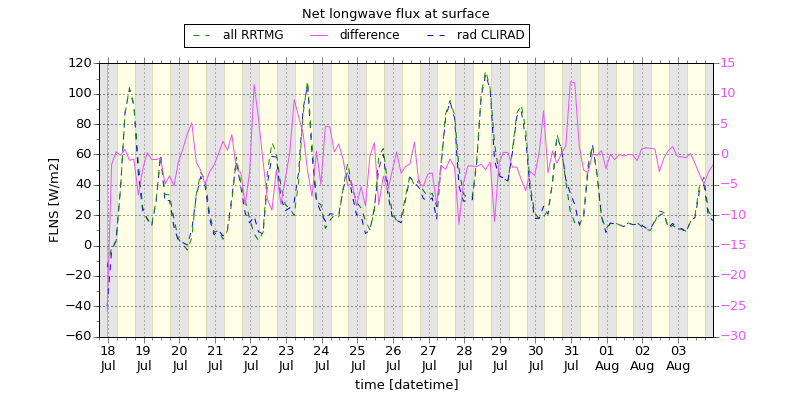 Net longwave flux at surface
all RRTMG difference rad CLIRAD
120 15
100 10
80 5
60 0
40 −5
20 −10
0 −15
−20 −20
−40 −25
−60 −30
FLNS [W/m2]
18 19 20 21 22 23 24 25 26 27 28 29 30 31 01 02 03
Jul Jul Jul Jul Jul Jul Jul Jul Jul Jul Jul Jul Jul Jul Aug Aug Aug
time [datetime]